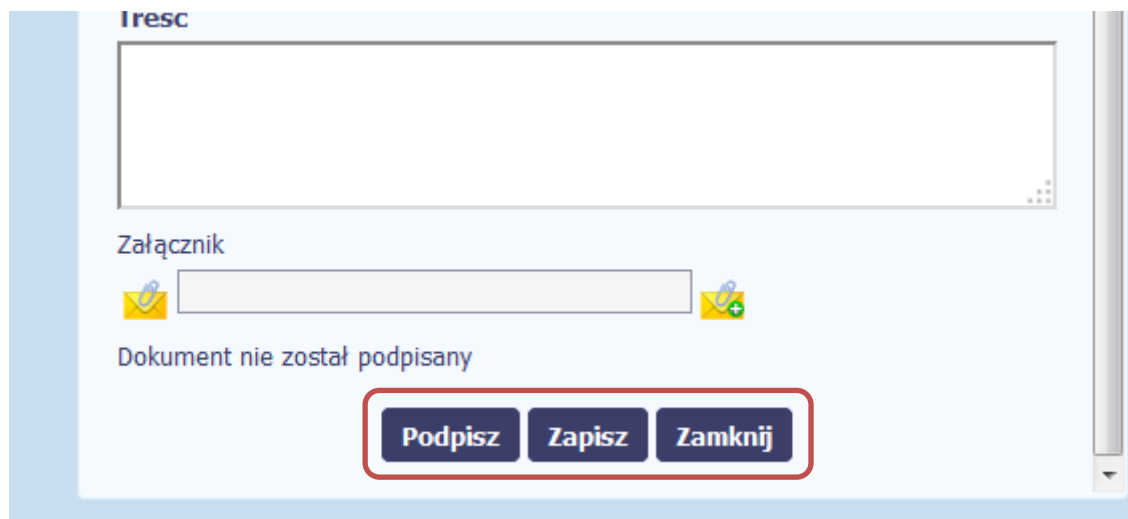 Treść
Załącznik
Dokument nie został podpisany
Podpisz Zapisz Zamknij